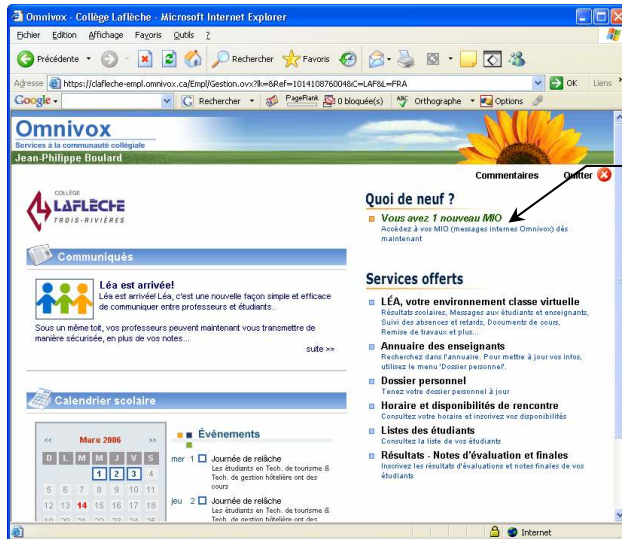 Omnivox - Collège Laflèche - Microsoft Internet Explorer
Fichier Edition Affichage Favoris Outils ?
Précédente Rechercher Favoris
Adresse https://clafleche-empl.omnivox.ca/Empl/Gestion.ovx?lk=&Ref=101410876004&C=LAF&L=FRA OK Liens »
Google G Rechercher PageRank 0 bloquée(s) Orthographe Options
Omnivox
Services à la communauté collégiale
Jean-Philippe Boulard
Commentaires Quitter
COLLÈGE
LAFLÈCHE
TROIS-RIVIÈRES
Quoi de neuf ?
Vous avez 1 nouveau MIO
Accédez à vos MIO (messages internes Omnivox) dès
maintenant
Communiqués
Léa est arrivée!
Léa est arrivée! Léa, c'est une nouvelle façon simple et efficace
de communiquer entre professeurs et étudiants.
Sous un même toit, vos professeurs peuvent maintenant vous transmettre de
manière sécurisée, en plus de vos notes...
suite >>
Services offerts
LÉA, votre environnement classe virtuelle
Résultats scolaires, Messages aux étudiants et enseignants,
Suivi des absences et retards, Documents de cours,
Remise de travaux et plus...
Annuaire des enseignants
Recherchez dans l'annuaire. Pour mettre à jour vos infos,
utilisez le menu 'Dossier personnel'.
Dossier personnel
Tenez votre dossier personnel à jour
Horaire et disponibilités de rencontre
Consultez votre horaire et inscrivez vos disponibilités
Listes des étudiants
Consultez la liste de vos étudiants
Résultats - Notes d'évaluation et finales
Inscrivez les résultats d'évaluations et notes finales de vos
étudiants
Calendrier scolaire
<< Mars 2006 >>
D L M M J V S
1 2 3 4
5 6 7 8 9 10 11
12 13 14 15 16 17 18
19 20 21 22 23 24 25
Événements
mer 1 Journée de relâche
Les étudiants en Tech. de tourisme &
Tech. de gestion hôtelière ont des
cours
jeu 2 Journée de relâche
Les étudiants en Tech. de tourisme &
Tech. de gestion hôtelière ont des
Internet